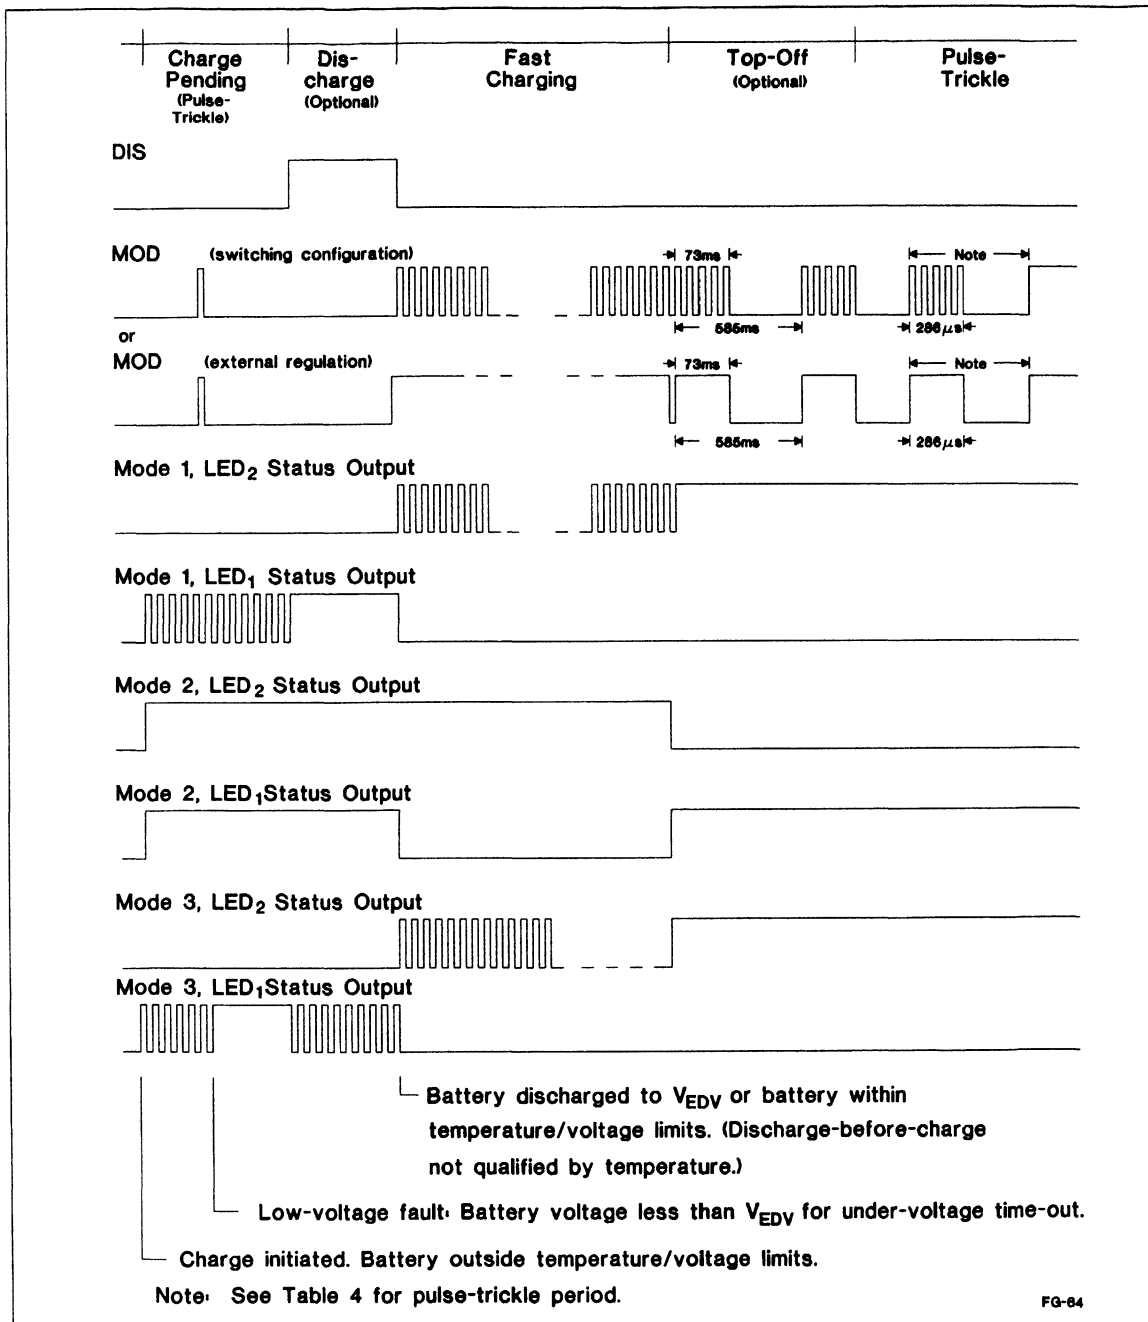 Charge Pending (Pulse-Trickle)
Dis-charge (Optional)
Fast Charging
Top-Off (Optional)
Pulse-Trickle
DIS
MOD (switching configuration)
73ms
Note
585ms
286μs
or
MOD (external regulation)
73ms
Note
585ms
286μs
Mode 1, LED2 Status Output
Mode 1, LED1 Status Output
Mode 2, LED2 Status Output
Mode 2, LED1Status Output
Mode 3, LED2 Status Output
Mode 3, LED1Status Output
Battery discharged to VEDV or battery within
temperature/voltage limits. (Discharge-before-charge
not qualified by temperature.)
Low-voltage fault: Battery voltage less than VEDV for under-voltage time-out.
Charge initiated. Battery outside temperature/voltage limits.
Note: See Table 4 for pulse-trickle period.
FG-64